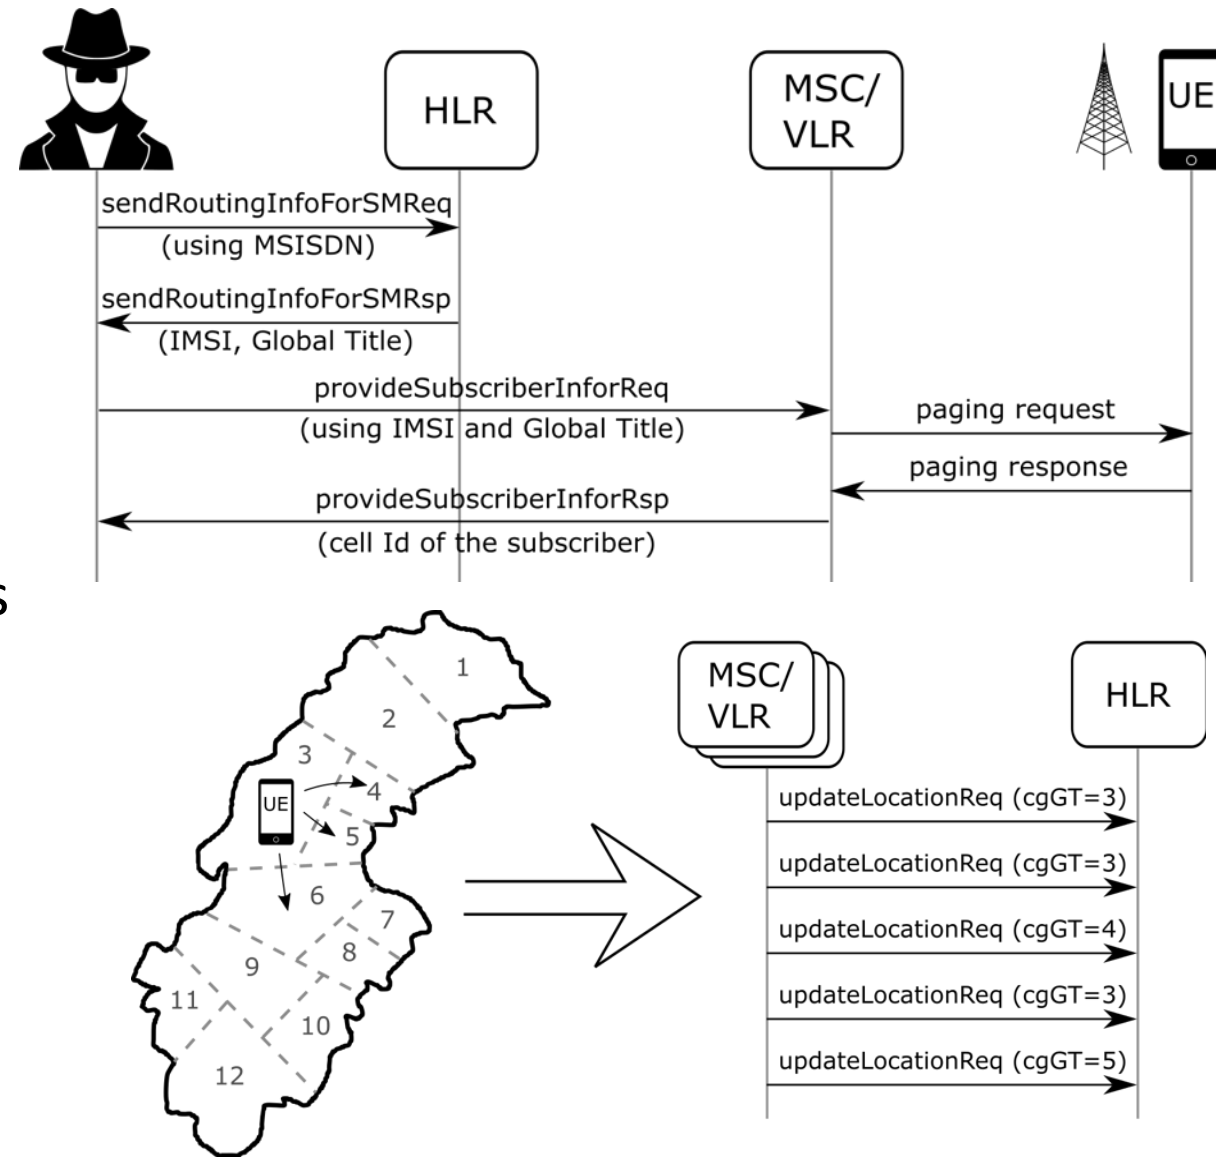 HLR
MSC/
VLR
UE
sendRoutingInfoForSMReq
(using MSISDN)
sendRoutingInfoForSMRsp
(IMSI, Global Title)
provideSubscriberInforReq
(using IMSI and Global Title)
paging request
paging response
provideSubscriberInforRsp
(cell Id of the subscriber)
s
1
2
3
4
UE
5
6
7
8
9
10
11
12
MSC/
VLR
HLR
updateLocationReq (cgGT=3)
updateLocationReq (cgGT=3)
updateLocationReq (cgGT=4)
updateLocationReq (cgGT=3)
updateLocationReq (cgGT=5)